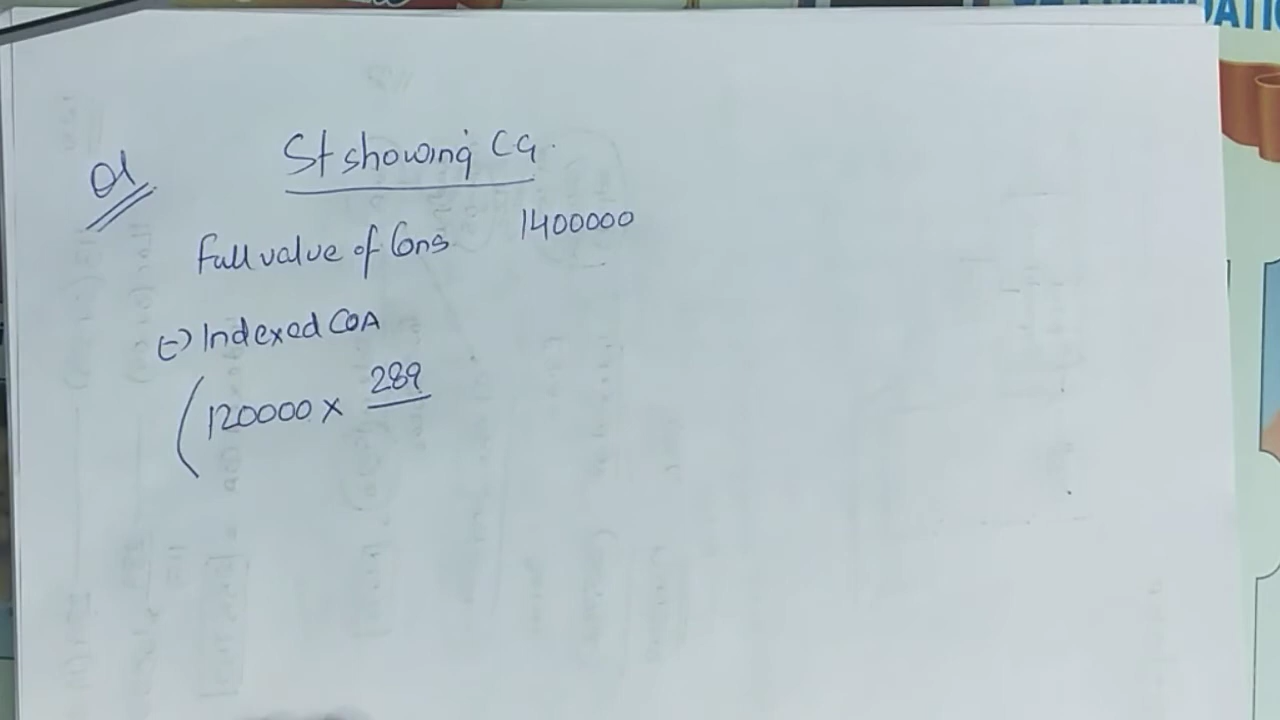 Q1
St showing CG.
Full value of Cons 1400000
(-) Indexed COA
(120000 x 289